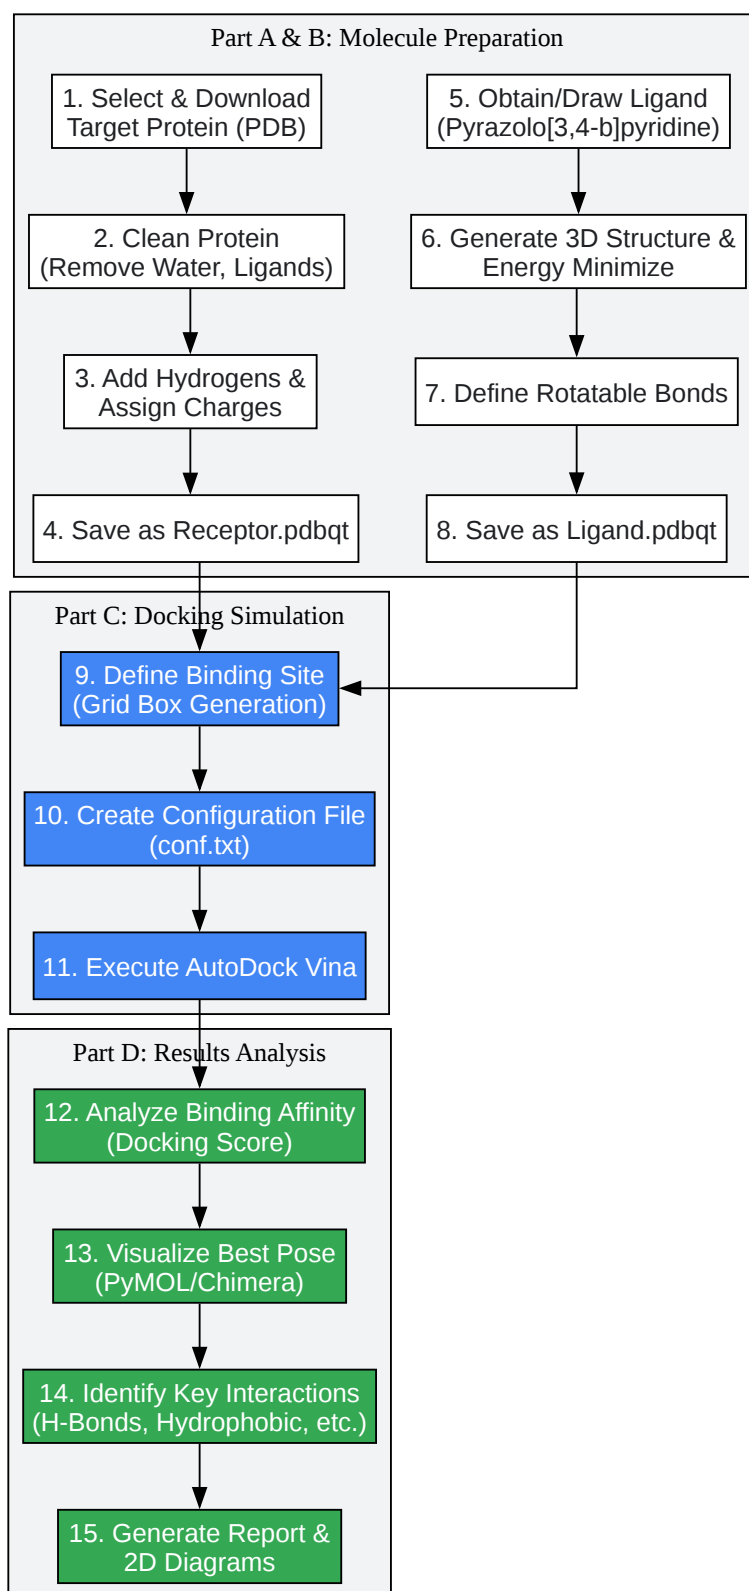 Part A & B: Molecule Preparation
1. Select & Download
Target Protein (PDB)
2. Clean Protein
(Remove Water, Ligands)
3. Add Hydrogens &
Assign Charges
4. Save as Receptor.pdbqt
5. Obtain/Draw Ligand
(Pyrazolo[3,4-b]pyridine)
6. Generate 3D Structure &
Energy Minimize
7. Define Rotatable Bonds
8. Save as Ligand.pdbqt
Part C: Docking Simulation
9. Define Binding Site
(Grid Box Generation)
10. Create Configuration File
(conf.txt)
11. Execute AutoDock Vina
Part D: Results Analysis
12. Analyze Binding Affinity
(Docking Score)
13. Visualize Best Pose
(PyMOL/Chimera)
14. Identify Key Interactions
(H-Bonds, Hydrophobic, etc.)
15. Generate Report &
2D Diagrams